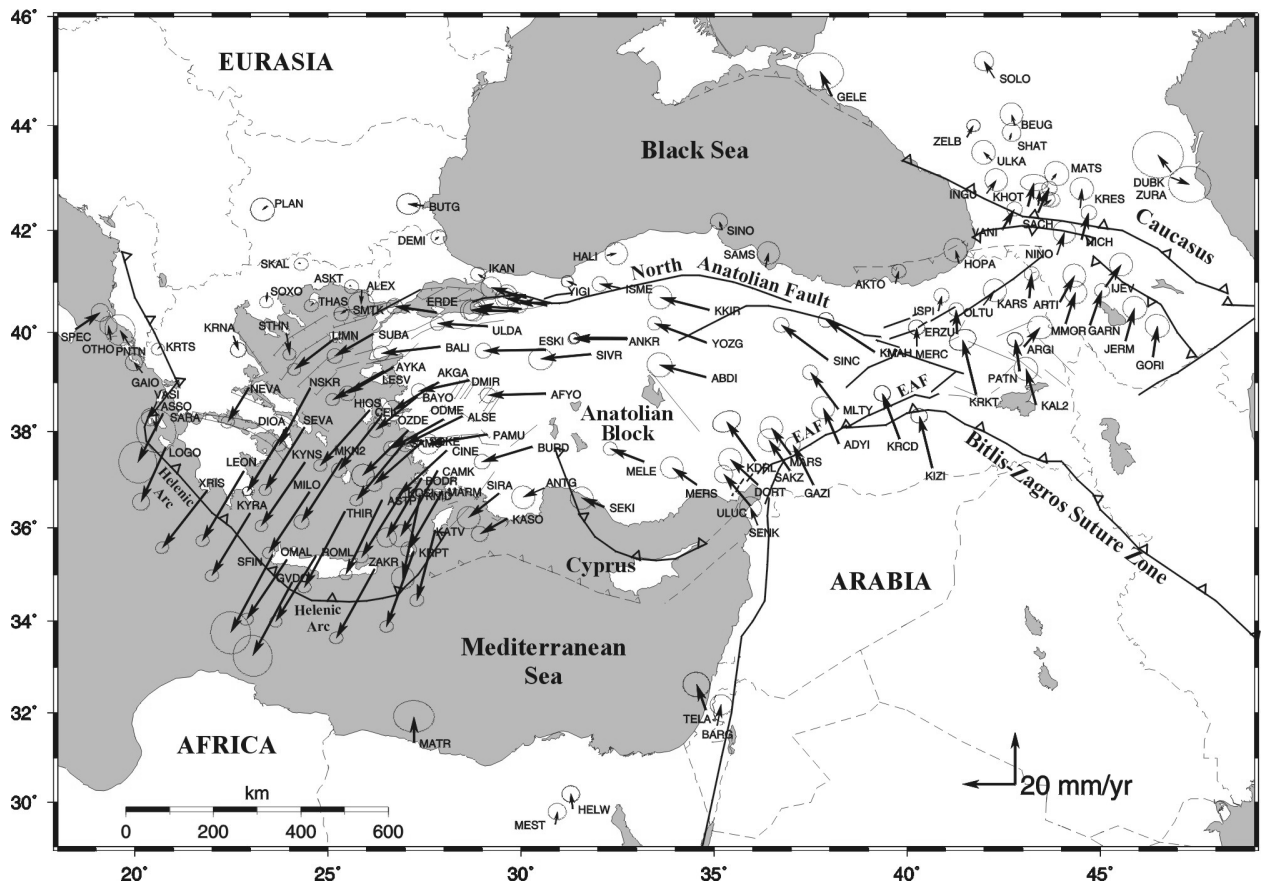 46˚
44˚
42˚
40˚
38˚
36˚
34˚
32˚
30˚
EURASIA
Black Sea
GELE
SOLO
BEUG
ZELB
SHAT
ULKA
MATS
DUBK
ZURA
INGU
KHOT
KRES
VANI
SACH
NICH
NINO
Caucasus
PLAN
BUTG
DEMI
SKAL
ASKT
ALEX
IKAN
HALI
SINO
SAMS
AKTO
HOPA
North
Anatolian Fault
SOXO
THAS
SMTK
ERDE
YIGI
ISME
KKIR
ISPI
OLTU
KARS
ARTI
IJEV
SPEC
OTHO
PNTN
KRTS
KRNA
STHN
LIMN
SUBA
ULDA
BALI
ESKI
ANKR
SIVR
YOZG
SINC
KMAH
ERZU
MERC
MMOR
GARN
JERM
ARGI
GORI
GAIO
VASI
ASSO
SARA
NEVA
NSKR
AYKA
LESV
AKGA
DMIR
BAYO
AFYO
ABDI
EAF
KRKT
PATN
KAL2
DIOA
SEVA
HIOS
ODME
OZDE
ALSE
PAMU
Anatolian
Block
MLTY
EAF
ADYI
KRCD
KIZI
Bitlis-Zagros Suture Zone
LOGO
LEON
KYNS
MKN2
CINE
BURD
MELE
MERS
KDRL
MARS
SAKZ
GAZI
DORT
ULUC
SENK
Helenic
Arc
XRIS
KYRA
MILO
THIR
ASTP
BODR
CAMK
MARM
SIRA
ANTG
SEKI
KASO
KATV
KRPT
SFIN
OMAL
GVDO
ROML
ZAKR
Cyprus
ARABIA
Helenic
Arc
Mediterranean
Sea
TELA
BARG
MATR
AFRICA
HELW
MEST
20 mm/yr
km
0 200 400 600
20˚ 25˚ 30˚ 35˚ 40˚ 45˚